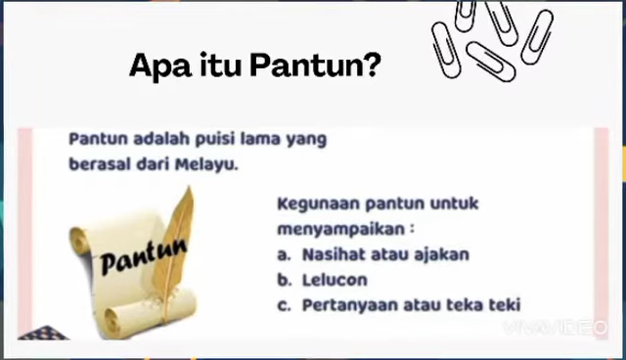 Apa itu Pantun?
Pantun adalah puisi lama yang
berasal dari Melayu.
Pantun
Kegunaan pantun untuk
menyampaikan :
a. Nasihat atau ajakan
b. Lelucon
c. Pertanyaan atau teka teki
VIVAVIDEO